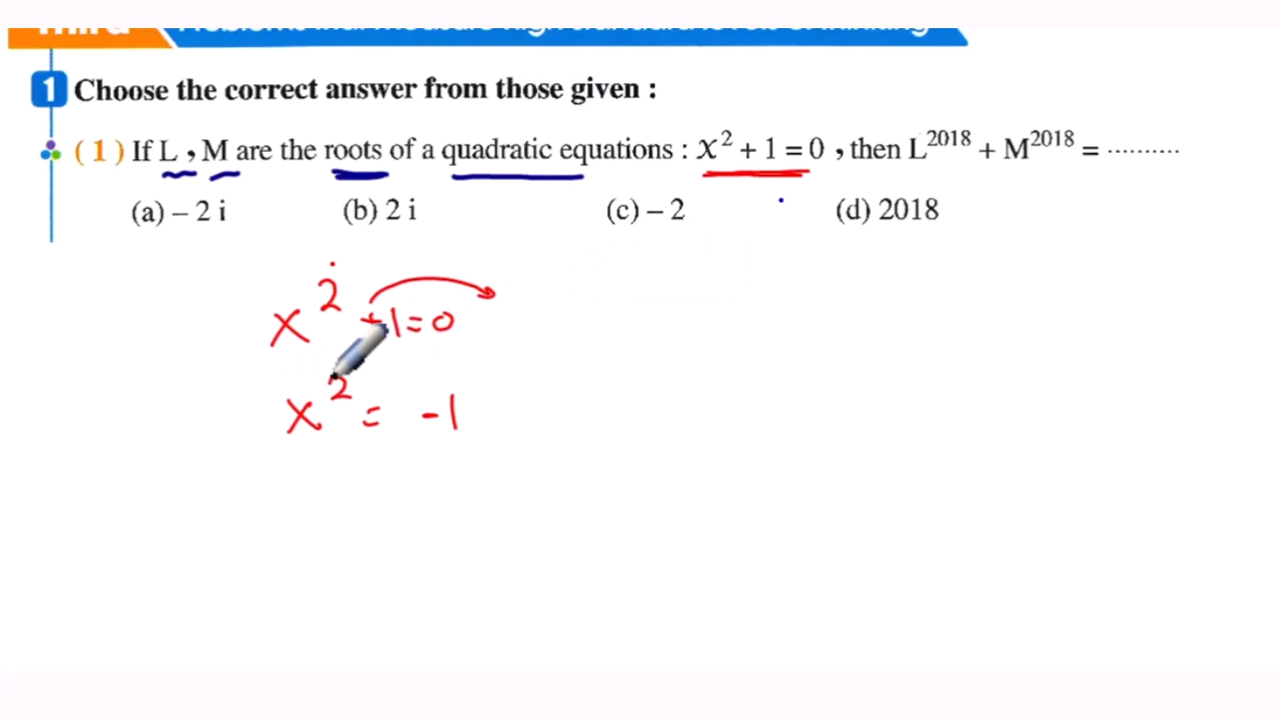 1 Choose the correct answer from those given :
( 1 ) If L , M are the roots of a quadratic equations : x² + 1 = 0 , then L²⁰¹⁸ + M²⁰¹⁸ = ..........
(a) – 2 i (b) 2 i (c) – 2 (d) 2018
x² + 1 = 0
x² = -1